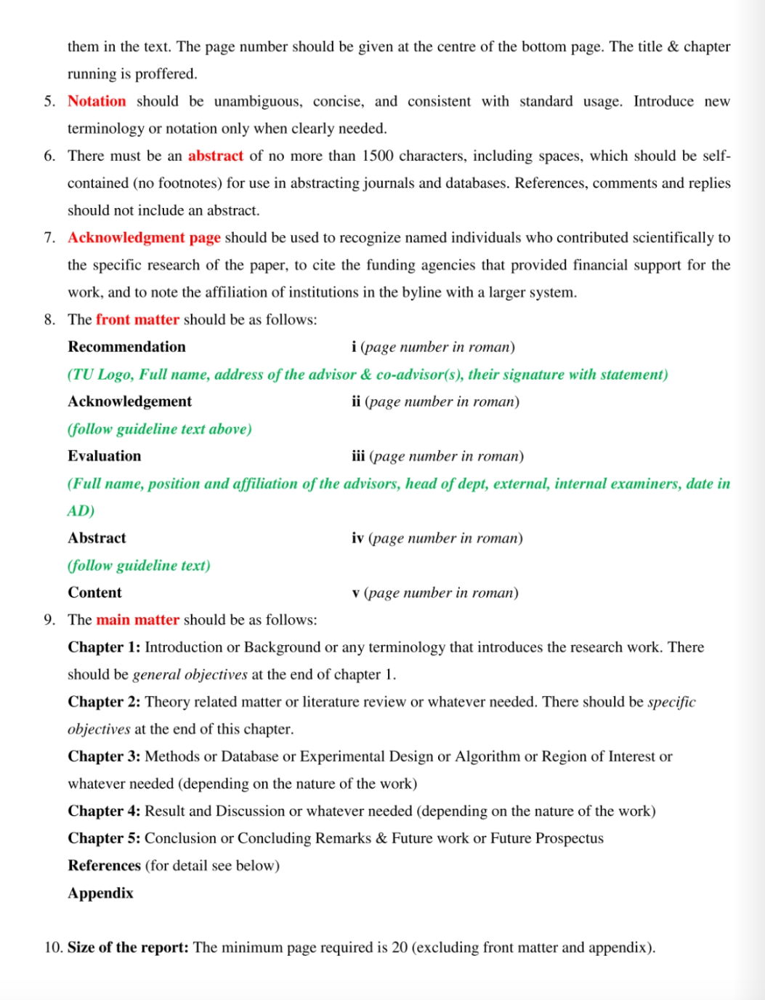 them in the text. The page number should be given at the centre of the bottom page. The title & chapter
running is proffered.
5. Notation should be unambiguous, concise, and consistent with standard usage. Introduce new
terminology or notation only when clearly needed.
6. There must be an abstract of no more than 1500 characters, including spaces, which should be self-
contained (no footnotes) for use in abstracting journals and databases. References, comments and replies
should not include an abstract.
7. Acknowledgment page should be used to recognize named individuals who contributed scientifically to
the specific research of the paper, to cite the funding agencies that provided financial support for the
work, and to note the affiliation of institutions in the byline with a larger system.
8. The front matter should be as follows:
Recommendation i (page number in roman)
(TU Logo, Full name, address of the advisor & co-advisor(s), their signature with statement)
Acknowledgement ii (page number in roman)
(follow guideline text above)
Evaluation iii (page number in roman)
(Full name, position and affiliation of the advisors, head of dept, external, internal examiners, date in
AD)
Abstract iv (page number in roman)
(follow guideline text)
Content v (page number in roman)
9. The main matter should be as follows:
Chapter 1: Introduction or Background or any terminology that introduces the research work. There
should be general objectives at the end of chapter 1.
Chapter 2: Theory related matter or literature review or whatever needed. There should be specific
objectives at the end of this chapter.
Chapter 3: Methods or Database or Experimental Design or Algorithm or Region of Interest or
whatever needed (depending on the nature of the work)
Chapter 4: Result and Discussion or whatever needed (depending on the nature of the work)
Chapter 5: Conclusion or Concluding Remarks & Future work or Future Prospectus
References (for detail see below)
Appendix
10. Size of the report: The minimum page required is 20 (excluding front matter and appendix).